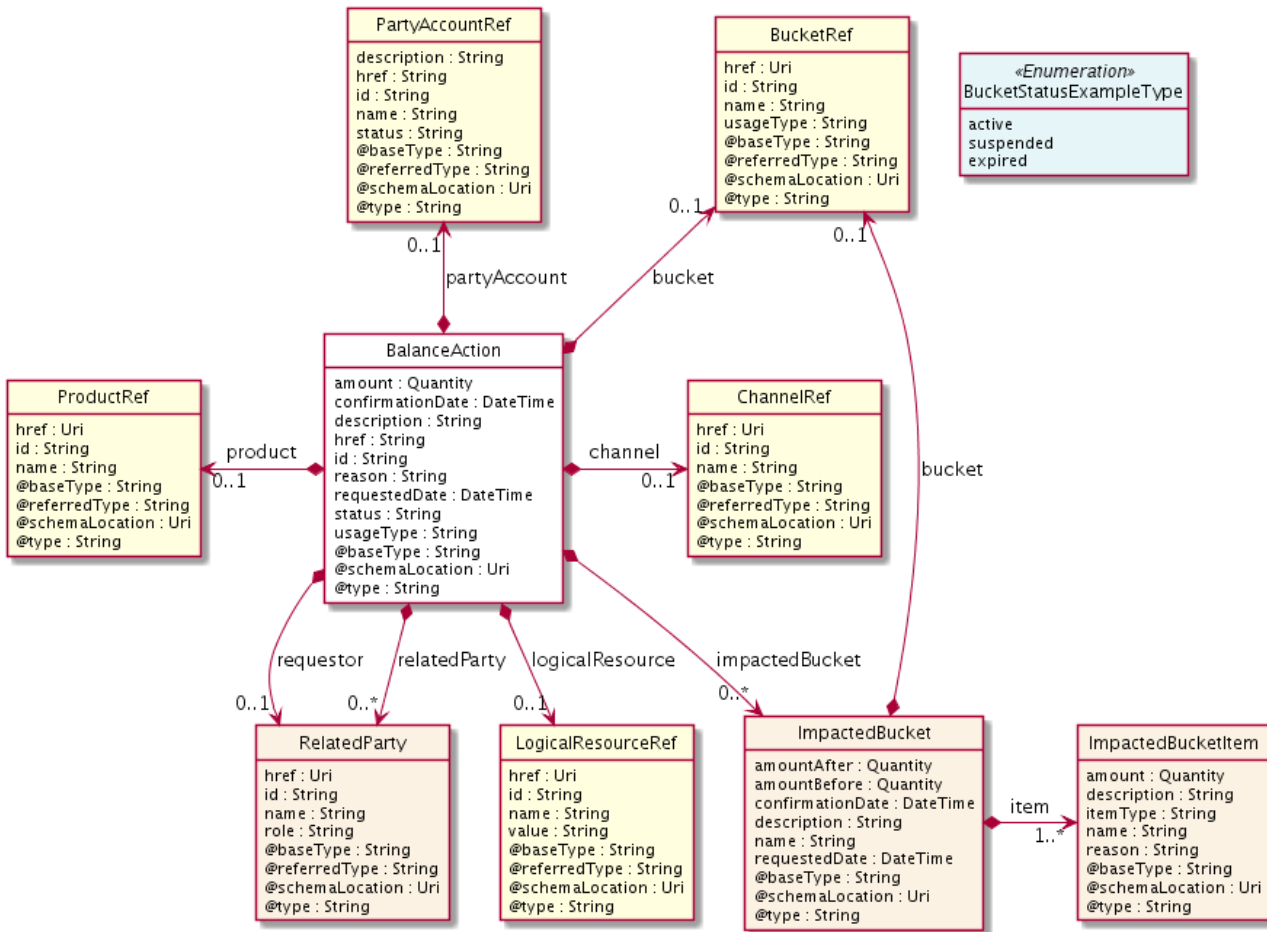 PartyAccountRef
description : String
href : String
id : String
name : String
status : String
@baseType : String
@referredType : String
@schemaLocation : Uri
@type : String
BucketRef
href : Uri
id : String
name : String
usageType : String
@baseType : String
@referredType : String
@schemaLocation : Uri
@type : String
«Enumeration»
BucketStatusExampleType
active
suspended
expired
0..1
partyAccount
0..1
bucket
0..1
BalanceAction
amount : Quantity
confirmationDate : DateTime
description : String
href : String
id : String
reason : String
requestedDate : DateTime
status : String
usageType : String
@baseType : String
@schemaLocation : Uri
@type : String
ProductRef
href : Uri
id : String
name : String
@baseType : String
@referredType : String
@schemaLocation : Uri
@type : String
product
0..1
channel
0..1
ChannelRef
href : Uri
id : String
name : String
@baseType : String
@referredType : String
@schemaLocation : Uri
@type : String
bucket
requestor
0..1
relatedParty
0..*
logicalResource
0..1
impactedBucket
0..*
RelatedParty
href : Uri
id : String
name : String
role : String
@baseType : String
@referredType : String
@schemaLocation : Uri
@type : String
LogicalResourceRef
href : Uri
id : String
name : String
value : String
@baseType : String
@referredType : String
@schemaLocation : Uri
@type : String
ImpactedBucket
amountAfter : Quantity
amountBefore : Quantity
confirmationDate : DateTime
description : String
name : String
requestedDate : DateTime
@baseType : String
@schemaLocation : Uri
@type : String
item
1..*
ImpactedBucketItem
amount : Quantity
description : String
itemType : String
name : String
reason : String
@baseType : String
@schemaLocation : Uri
@type : String